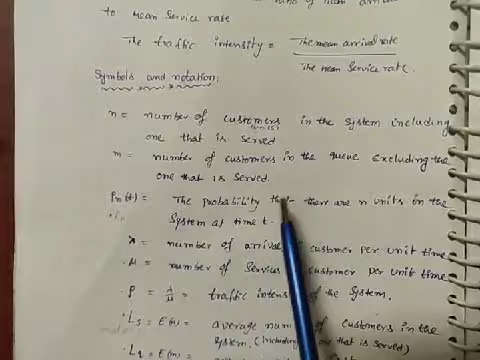 to mean service rate
The traffic intensity = The mean arrival rate
The mean service rate.
Symbols and notation:
n = number of customers in the system including
(units)
one that is served
m = number of customers in the queue excluding the
one that is served.
Pn(t) = The probability that there are n units in the
system at time t.
λ = number of arrival customer per unit time
μ = number of service customer per unit time
ρ = λ/μ = traffic of the system.
Ls = E(n) = average of customers in the
system. (including one that is served)
Lq = E(m) =